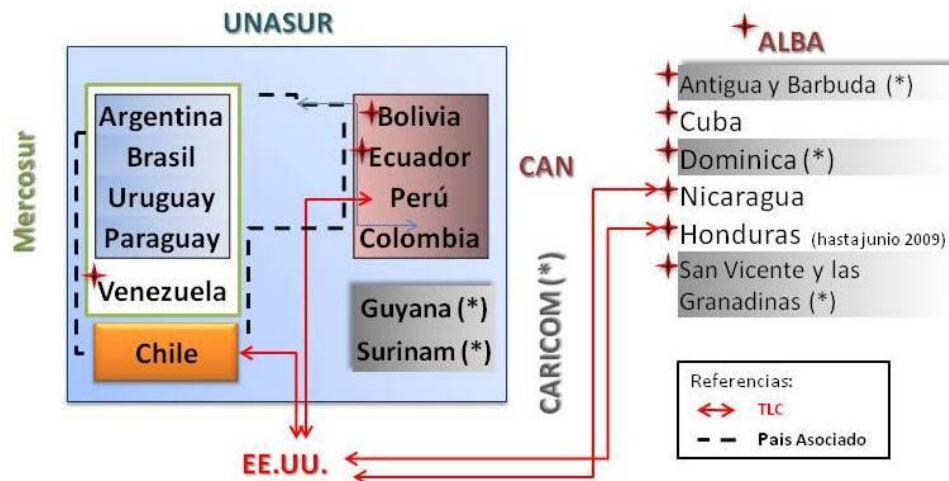 UNASUR
ALBA
Mercosur
Argentina
Brasil
Uruguay
Paraguay
Venezuela
Chile
Bolivia
Ecuador
Perú
Colombia
CAN
Guyana (*)
Surinam (*)
CARICOM (*)
Antigua y Barbuda (*)
Cuba
Dominica (*)
Nicaragua
Honduras (hasta junio 2009)
San Vicente y las
Granadinas (*)
EE.UU.
Referencias:
TLC
Pais Asociado